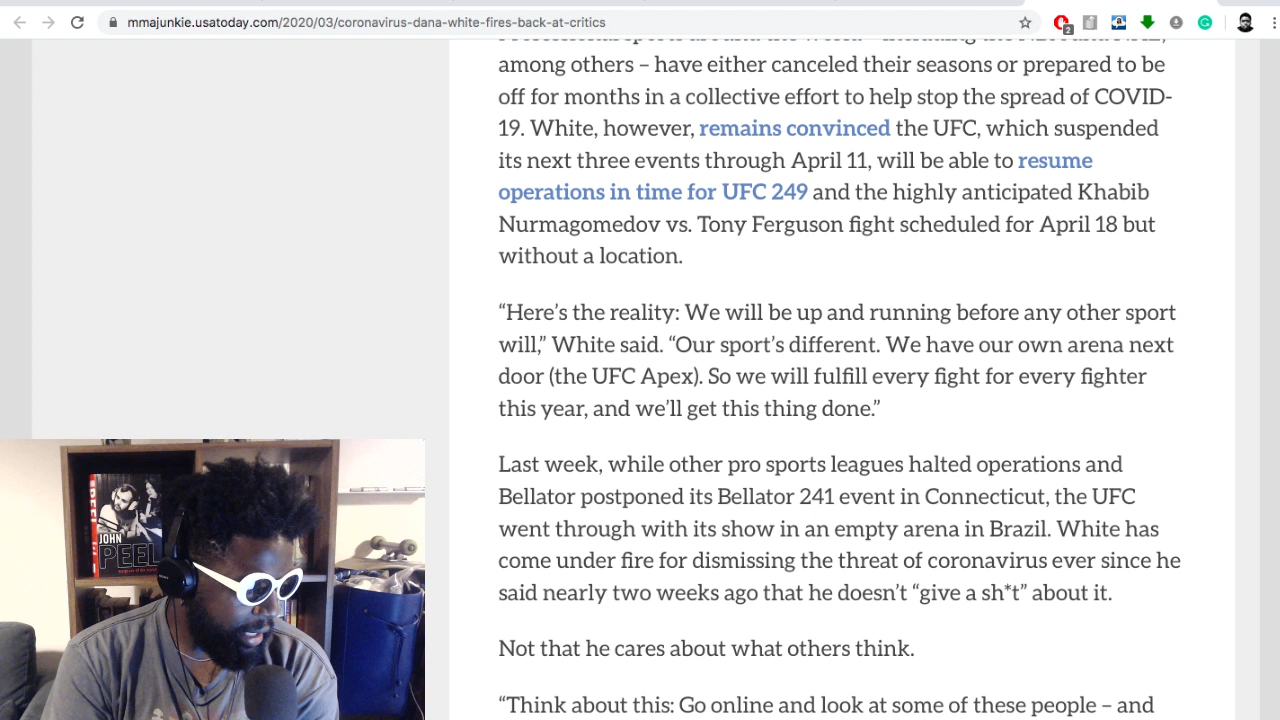 mmajunkie.usatoday.com/2020/03/coronavirus-dana-white-fires-back-at-critics
2
among others – have either canceled their seasons or prepared to be
off for months in a collective effort to help stop the spread of COVID-
19. White, however, remains convinced the UFC, which suspended
its next three events through April 11, will be able to resume
operations in time for UFC 249 and the highly anticipated Khabib
Nurmagomedov vs. Tony Ferguson fight scheduled for April 18 but
without a location.
“Here’s the reality: We will be up and running before any other sport
will,” White said. “Our sport’s different. We have our own arena next
door (the UFC Apex). So we will fulfill every fight for every fighter
this year, and we’ll get this thing done.”
Last week, while other pro sports leagues halted operations and
Bellator postponed its Bellator 241 event in Connecticut, the UFC
went through with its show in an empty arena in Brazil. White has
come under fire for dismissing the threat of coronavirus ever since he
said nearly two weeks ago that he doesn’t “give a sh*t” about it.
Not that he cares about what others think.
“Think about this: Go online and look at some of these people – and
JOHN
PEEL